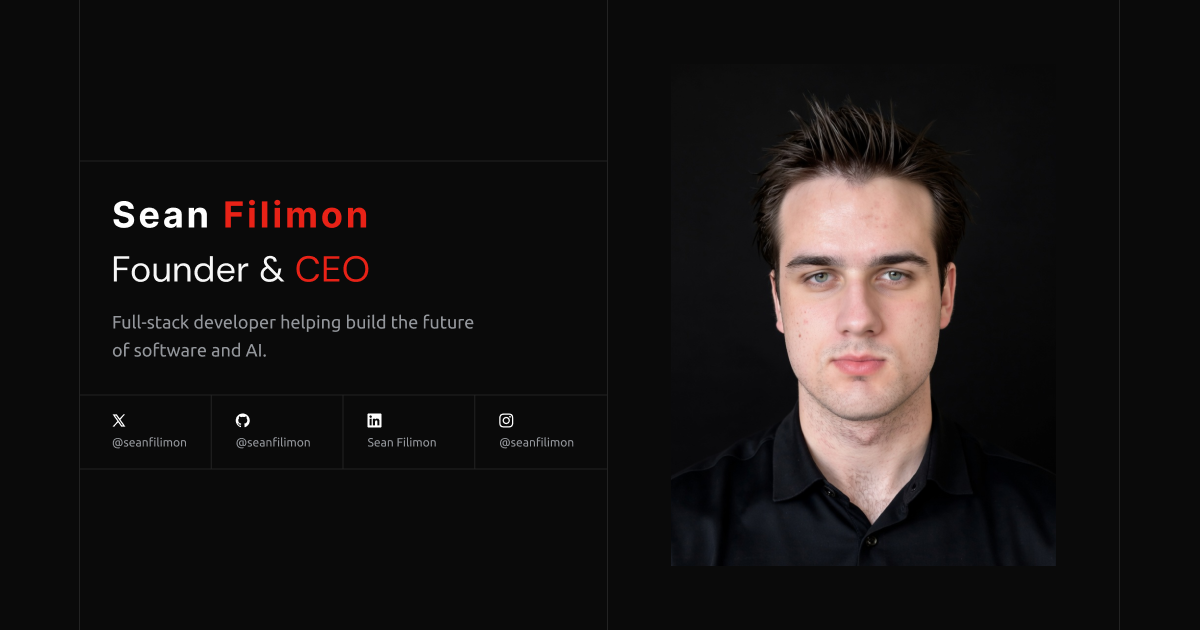 Sean Filimon
Founder & CEO
Full-stack developer helping build the future
of software and AI.
@seanfilimon
@seanfilimon
Sean Filimon
@seanfilimon